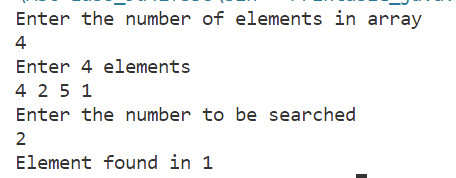 Enter the number of elements in array
4
Enter 4 elements
4 2 5 1
Enter the number to be searched
2
Element found in 1